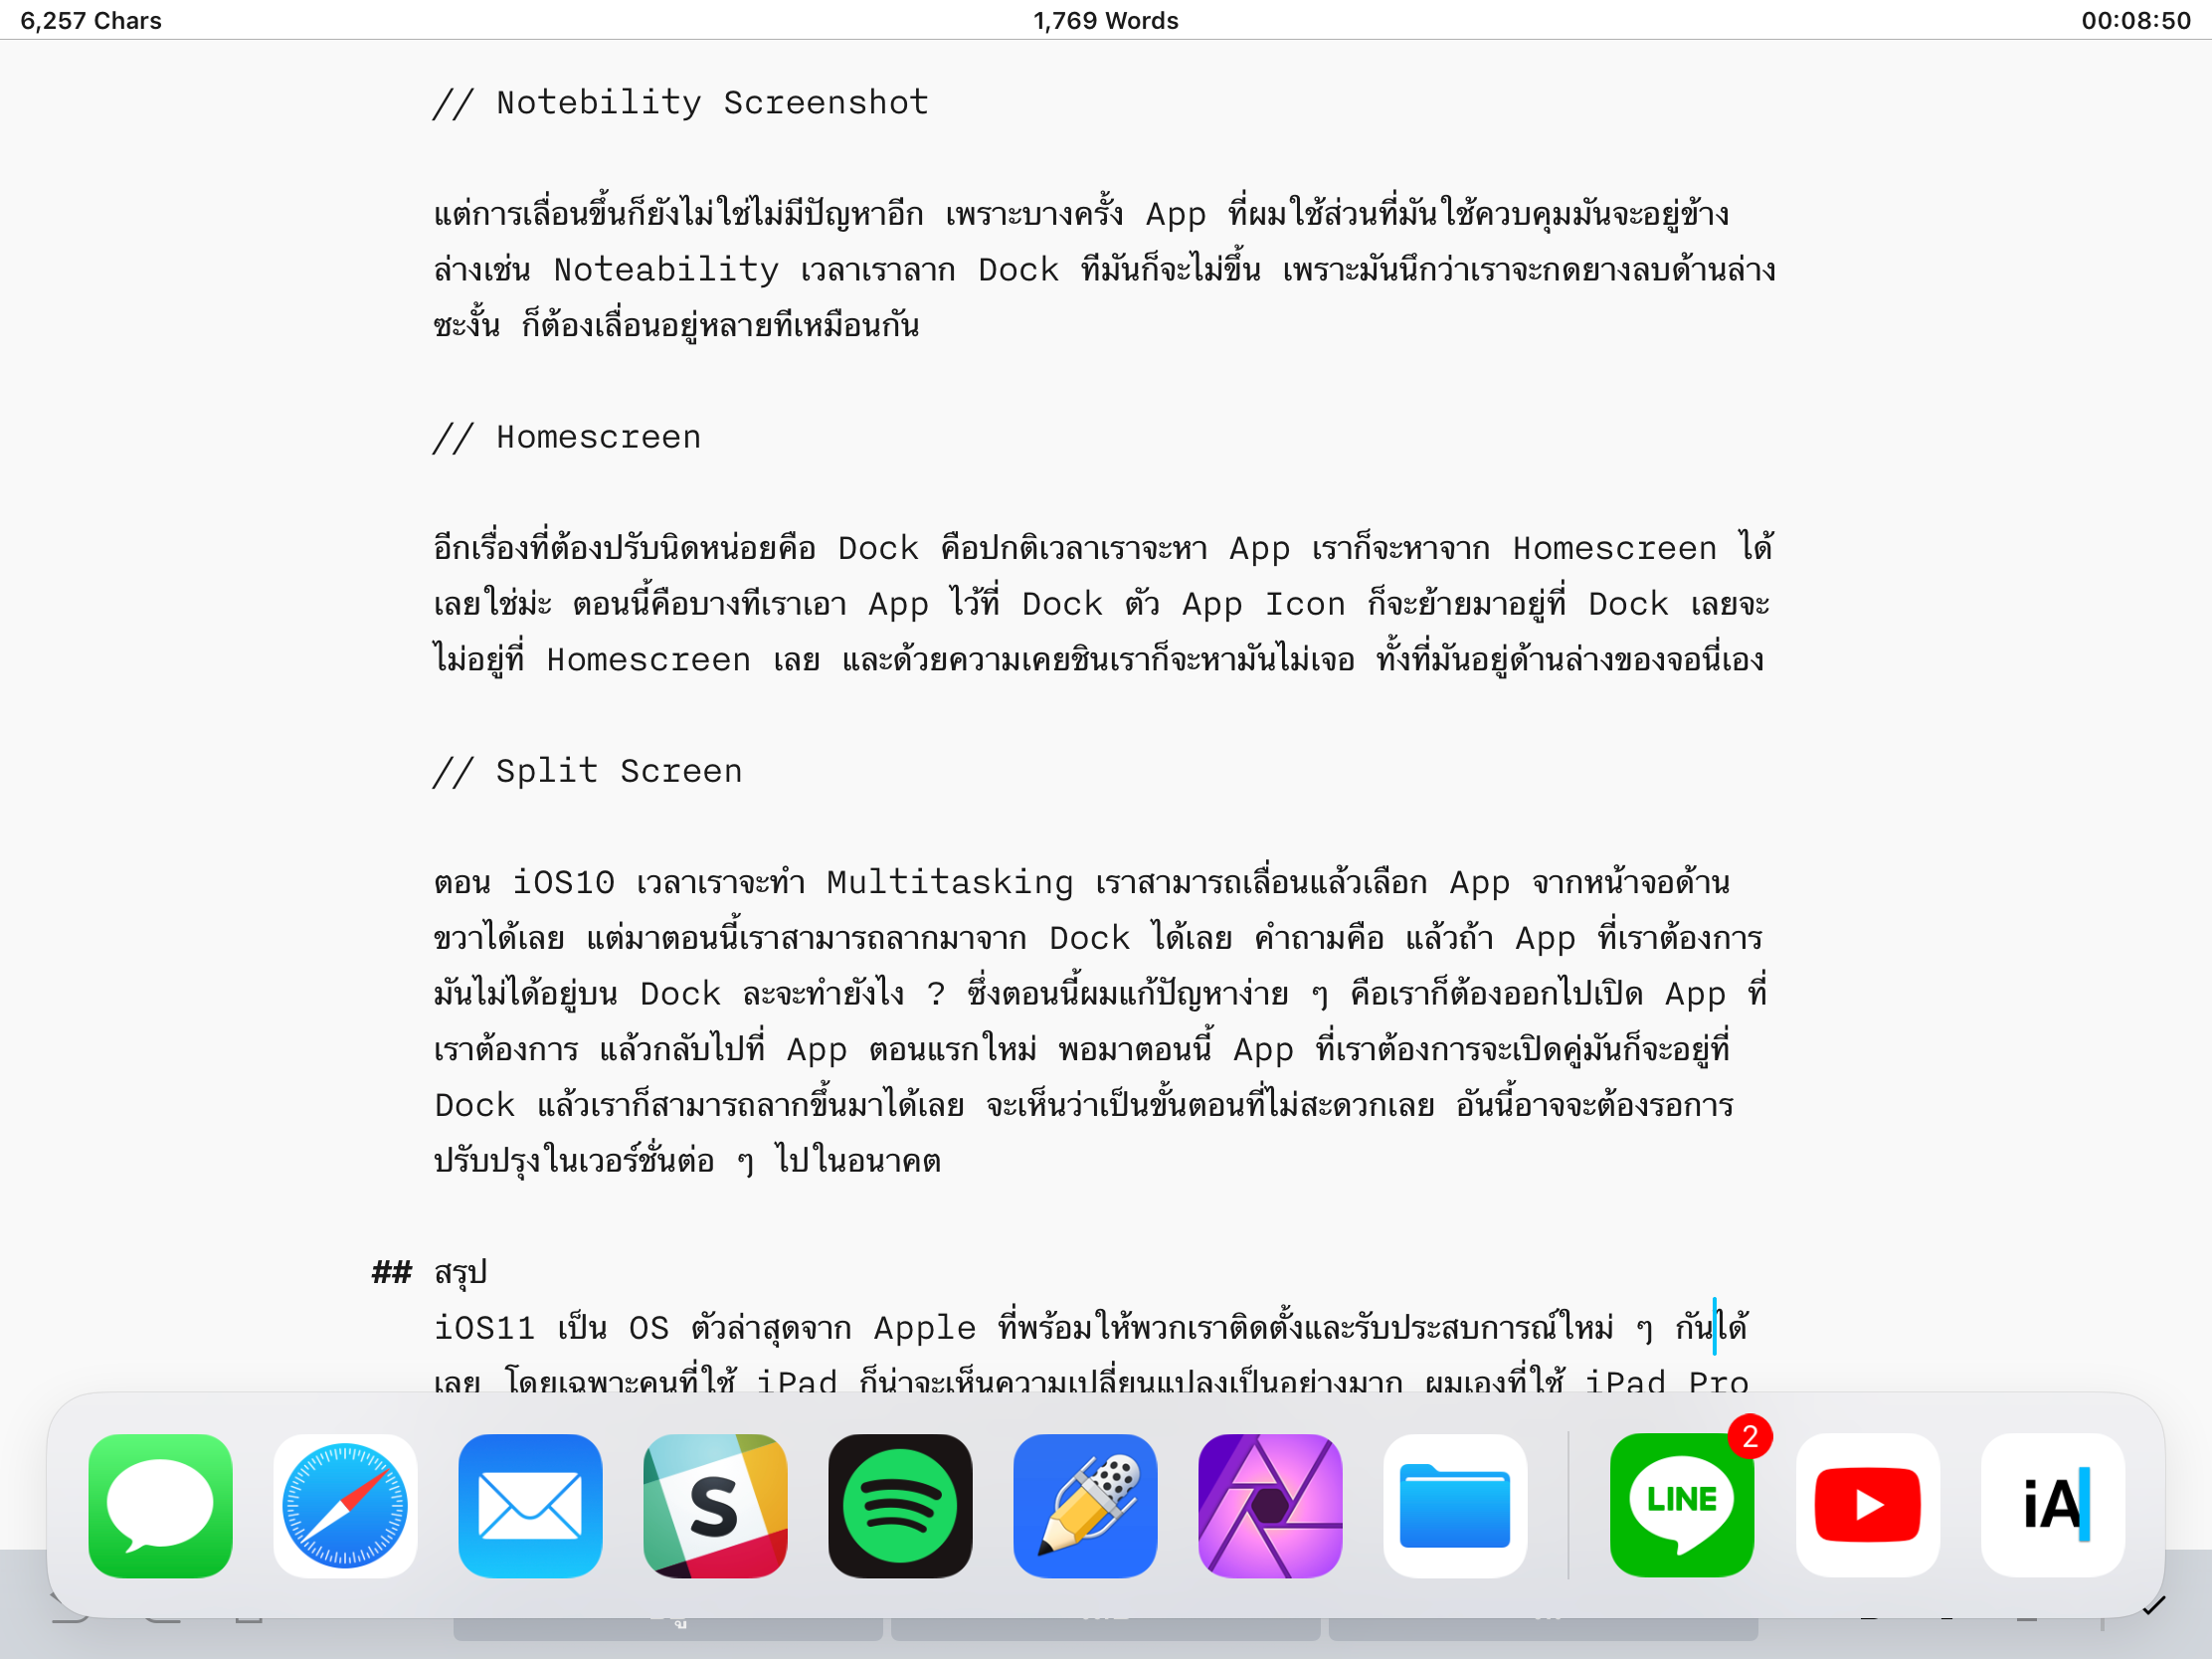 6,257 Chars
1,769 Words
00:08:50
// Notebility Screenshot
แต่การเลื่อนขึ้นก็ยังไม่ใช่ไม่มีปัญหาอีก เพราะบางครั้ง App ที่ผมใช้ส่วนที่มันใช้ควบคุมมันจะอยู่ข้าง
ล่างเช่น Noteability เวลาเราลาก Dock ทีมันก็จะไม่ขึ้น เพราะมันนึกว่าเราจะกดยางลบด้านล่าง
ซะงั้น ก็ต้องเลื่อนอยู่หลายทีเหมือนกัน
// Homescreen
อีกเรื่องที่ต้องปรับนิดหน่อยคือ Dock คือปกติเวลาเราจะหา App เราก็จะหาจาก Homescreen ได้
เลยใช่ม่ะ ตอนนี้คือบางทีเราเอา App ไว้ที่ Dock ตัว App Icon ก็จะย้ายมาอยู่ที่ Dock เลยจะ
ไม่อยู่ที่ Homescreen เลย และด้วยความเคยชินเราก็จะหามันไม่เจอ ทั้งที่มันอยู่ด้านล่างของจอนี่เอง
// Split Screen
ตอน iOS10 เวลาเราจะทำ Multitasking เราสามารถเลื่อนแล้วเลือก App จากหน้าจอด้าน
ขวาได้เลย แต่มาตอนนี้เราสามารถลากมาจาก Dock ได้เลย คำถามคือ แล้วถ้า App ที่เราต้องการ
มันไม่ได้อยู่บน Dock ละจะทำยังไง ? ซึ่งตอนนี้ผมแก้ปัญหาง่าย ๆ คือเราก็ต้องออกไปเปิด App ที่
เราต้องการ แล้วกลับไปที่ App ตอนแรกใหม่ พอมาตอนนี้ App ที่เราต้องการจะเปิดคู่มันก็จะอยู่ที่
Dock แล้วเราก็สามารถลากขึ้นมาได้เลย จะเห็นว่าเป็นขั้นตอนที่ไม่สะดวกเลย อันนี้อาจจะต้องรอการ
ปรับปรุงในเวอร์ชั่นต่อ ๆ ไปในอนาคต
## สรุป
iOS11 เป็น OS ตัวล่าสุดจาก Apple ที่พร้อมให้พวกเราติดตั้งและรับประสบการณ์ใหม่ ๆ กันได้
เลย โดยเฉพาะคนที่ใช้ iPad ก็น่าจะเห็นความเปลี่ยนแปลงเป็นอย่างมาก ผมเองที่ใช้ iPad Pro
S
LINE
2
iA